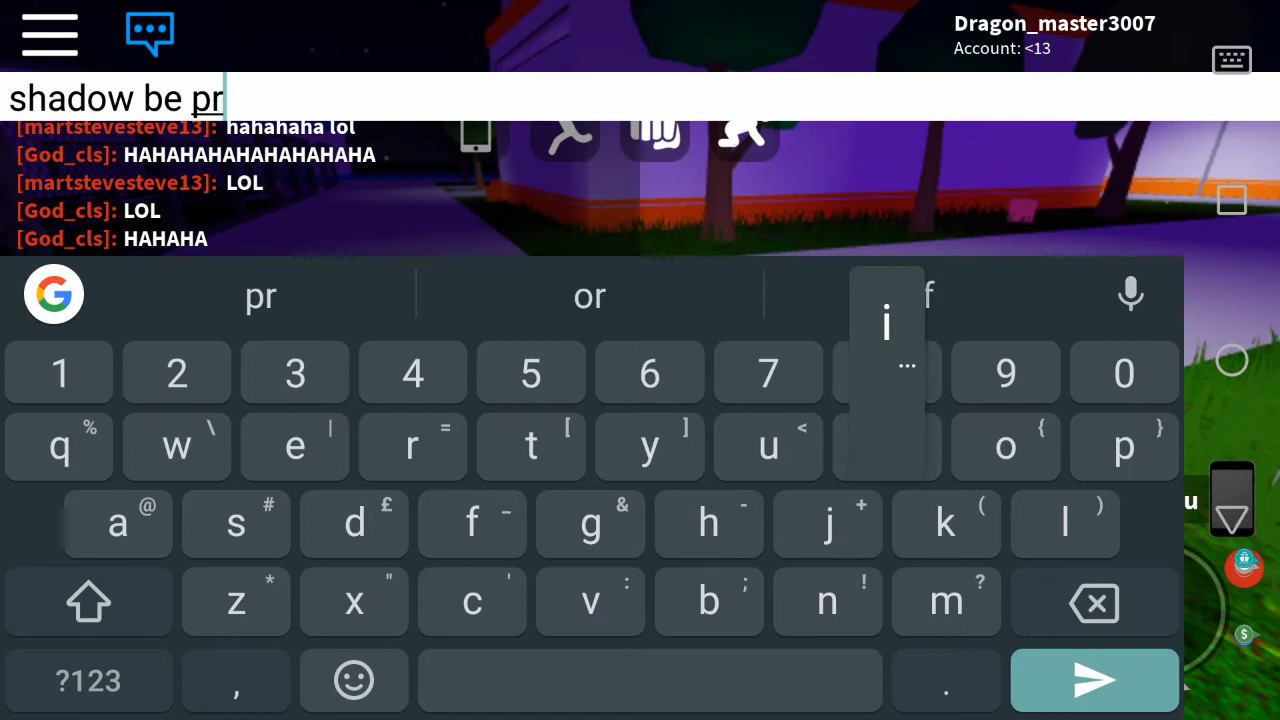 Dragon_master3007
Account: <13
shadow be pr
[martstevesteve13]: hahahaha lol
[God_cls]: HAHAHAHAHAHAHAHAHA
[martstevesteve13]: LOL
[God_cls]: LOL
[God_cls]: HAHAHA
pr or f
i
...
1 2 3 4 5 6 7 9 0
q % w \ e | r = t [ y ] u < o { p }
a @ s # d £ f _ g & h - j + k ( l )
u
z * x " c ' v : b ; n ! m ?
?123 , .
$